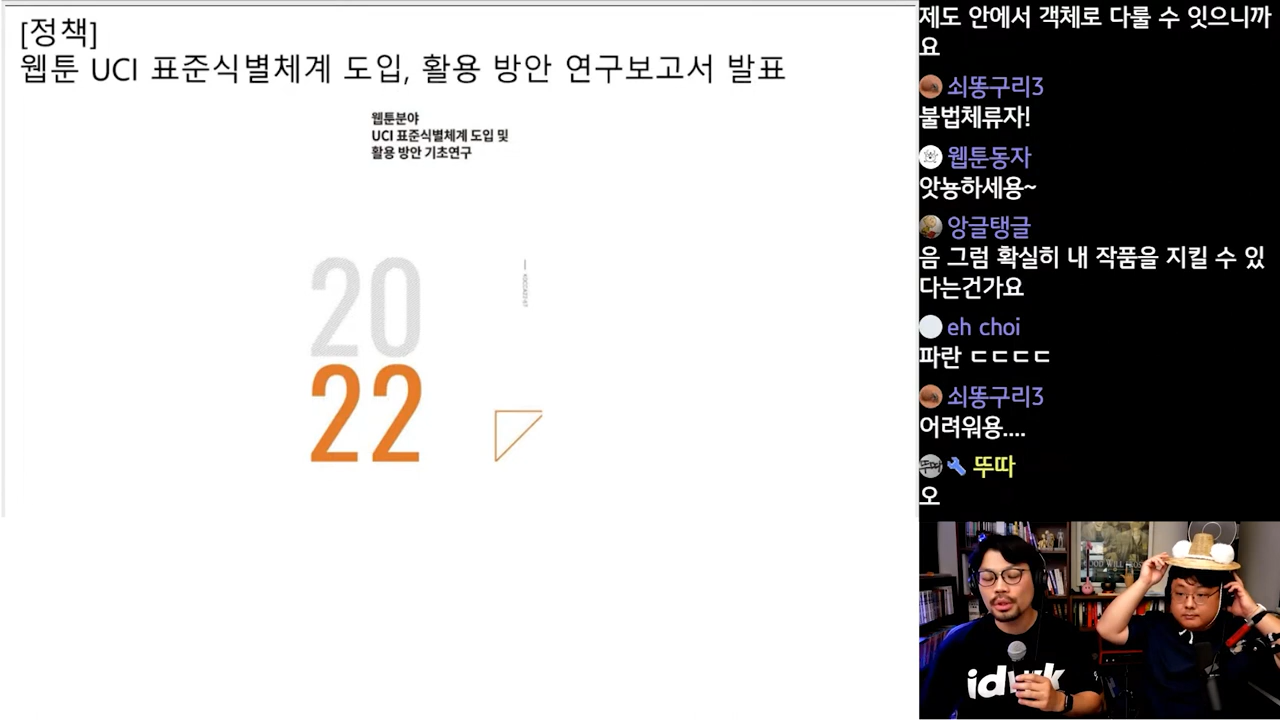 [정책]
웹툰 UCI 표준식별체계 도입, 활용 방안 연구보고서 발표
웹툰분야
UCI 표준식별체계 도입 및
활용 방안 기초연구
20
22
제도 안에서 객체로 다룰 수 잇으니까
요
쇠똥구리3
불법체류자!
웹툰동자
앗뇽하세용~
앙글탱글
음 그럼 확실히 내 작품을 지킬 수 있
다는건가요
eh choi
파란 ㄷㄷㄷㄷ
쇠똥구리3
어려워용....
뚜따
오